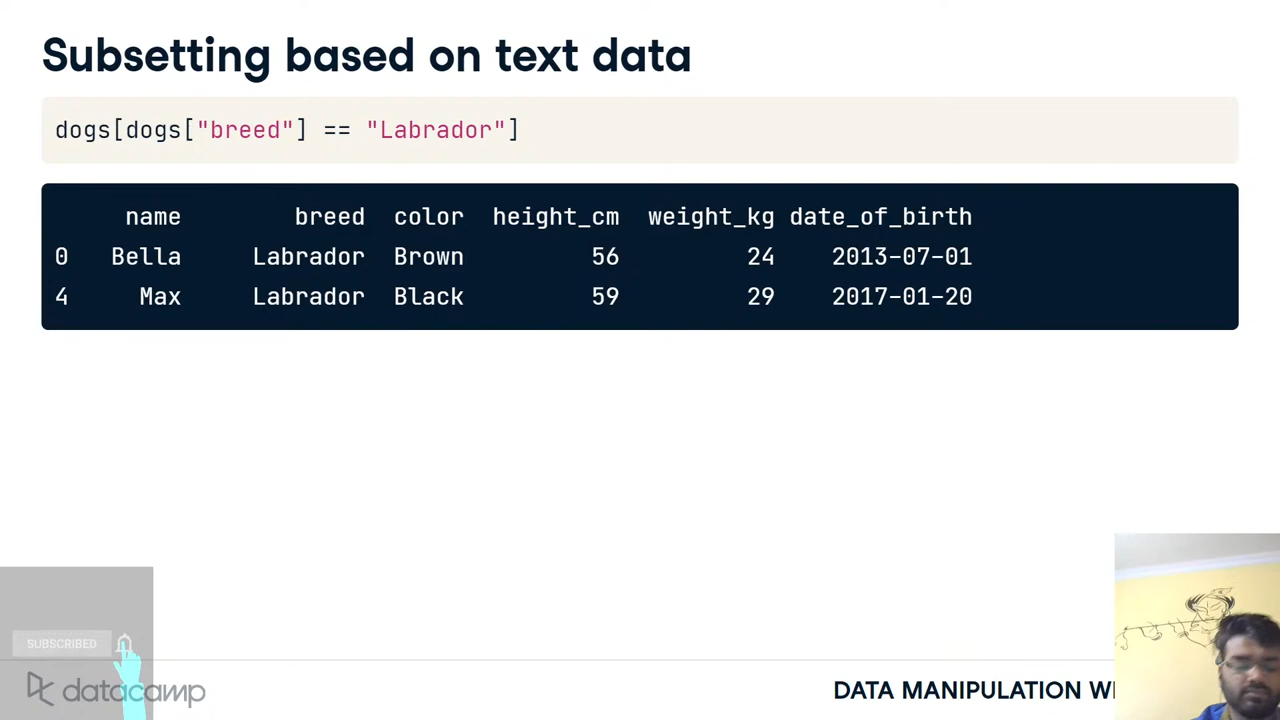 Subsetting based on text data
dogs[dogs["breed"] == "Labrador"]
name breed color height_cm weight_kg date_of_birth
0 Bella Labrador Brown 56 24 2013-07-01
4 Max Labrador Black 59 29 2017-01-20
SUBSCRIBED
datacamp
DATA MANIPULATION